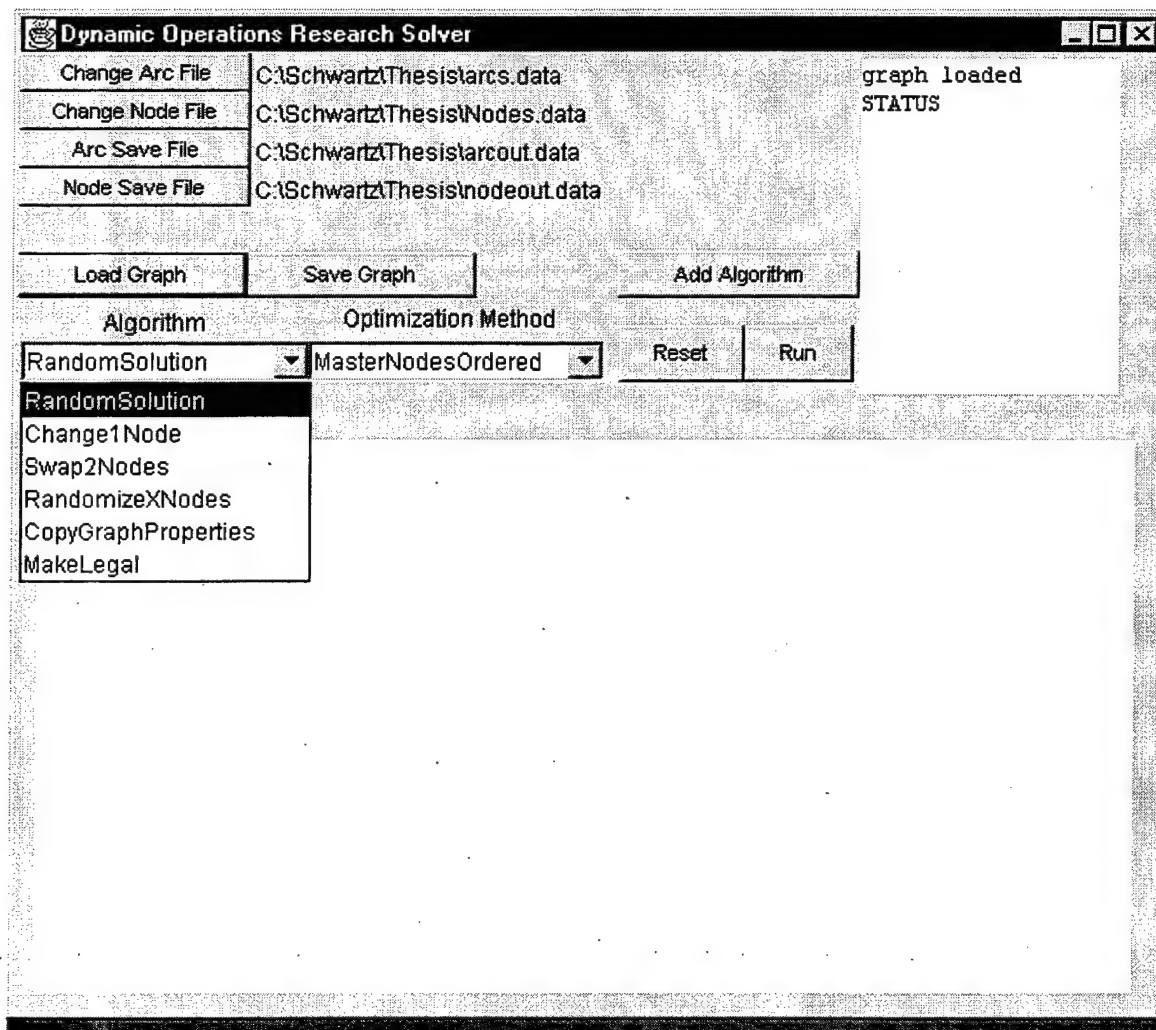 Dynamic Operations Research Solver
Change Arc File C:\Schwartz\Thesis\arcs.data
Change Node File C:\Schwartz\Thesis\Nodes.data
Arc Save File C:\Schwartz\Thesis\arcout.data
Node Save File C:\Schwartz\Thesis\nodeout.data
graph loaded
STATUS
Load Graph Save Graph Add Algorithm
Algorithm Optimization Method
RandomSolution MasterNodesOrdered Reset Run
RandomSolution
Change1Node
Swap2Nodes
RandomizeXNodes
CopyGraphProperties
MakeLegal